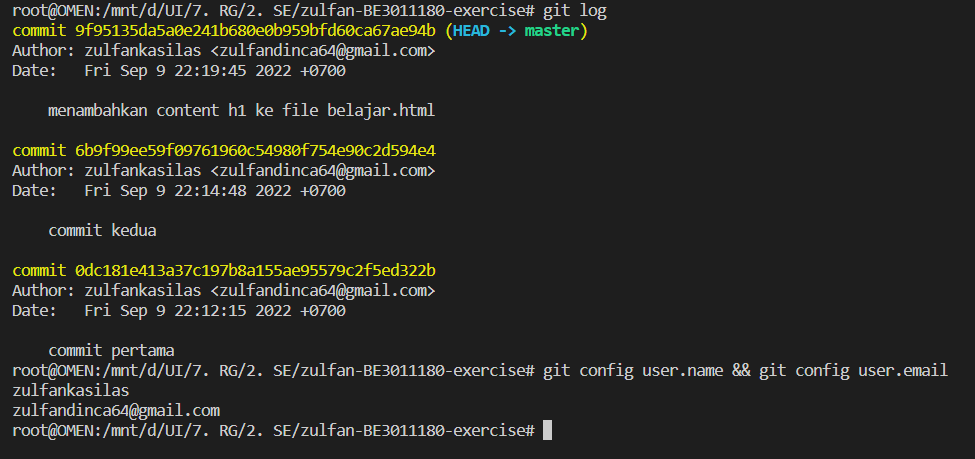 root@OMEN:/mnt/d/UI/7. RG/2. SE/zulfan-BE3011180-exercise# git log
commit 9f95135da5a0e241b680e0b959bfd60ca67ae94b (HEAD -> master)
Author: zulfankasilas <zulfandinca64@gmail.com>
Date:   Fri Sep 9 22:19:45 2022 +0700
menambahkan content h1 ke file belajar.html
commit 6b9f99ee59f09761960c54980f754e90c2d594e4
Author: zulfankasilas <zulfandinca64@gmail.com>
Date:   Fri Sep 9 22:14:48 2022 +0700
commit kedua
commit 0dc181e413a37c197b8a155ae95579c2f5ed322b
Author: zulfankasilas <zulfandinca64@gmail.com>
Date:   Fri Sep 9 22:12:15 2022 +0700
commit pertama
root@OMEN:/mnt/d/UI/7. RG/2. SE/zulfan-BE3011180-exercise# git config user.name && git config user.email
zulfankasilas
zulfandinca64@gmail.com
root@OMEN:/mnt/d/UI/7. RG/2. SE/zulfan-BE3011180-exercise#